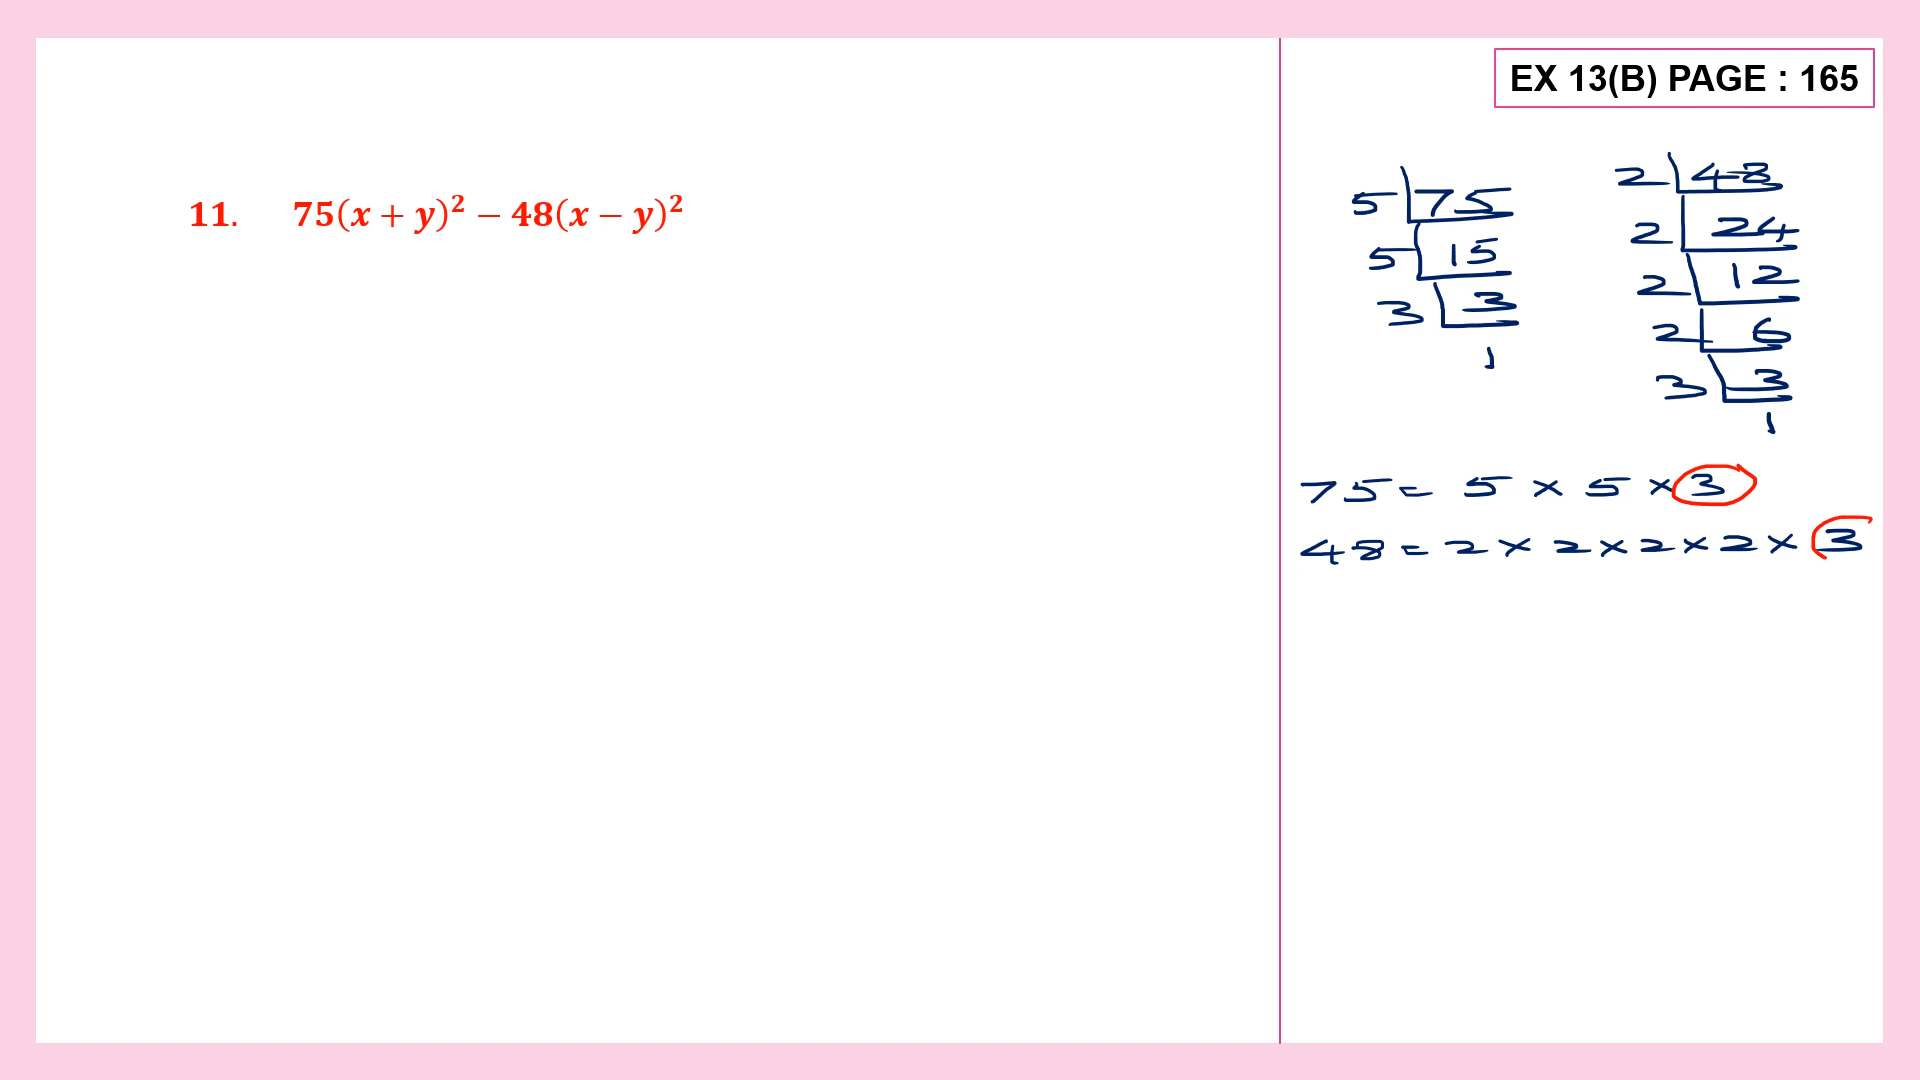 EX 13(B) PAGE : 165
11. 75(x + y)² − 48(x − y)²
5 75
5 15
3 3
1
2 48
2 24
2 12
2 6
3 3
1
75 = 5 × 5 × 3
48 = 2 × 2 × 2 × 2 × 3